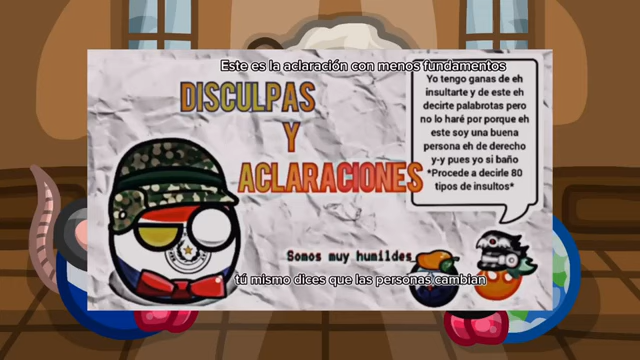 Este es la aclaración con menos fundamentos
DISCULPAS
Y
ACLARACIONES
Yo tengo ganas de eh
insultarte y de este eh
decirte palabrotas pero
no lo haré por porque eh
este soy una buena
persona eh de derecho
y-y pues yo si baño
*Procede a decirle 80
tipos de insultos*
Somos muy humildes
tú mismo dices que las personas cambian